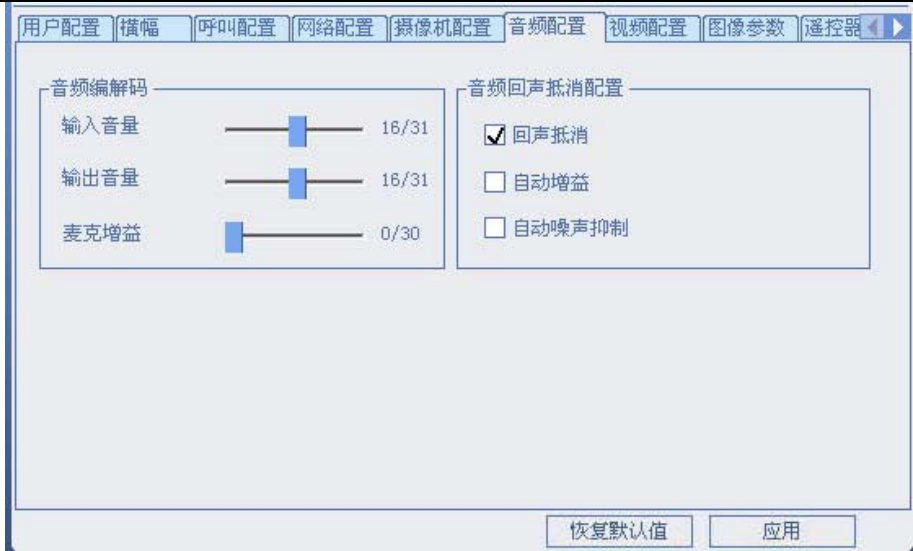 用户配置 横幅 呼叫配置 网络配置 摄像机配置 音频配置 视频配置 图像参数 遥控器
音频编解码
输入音量 16/31
输出音量 16/31
麦克增益 0/30
音频回声抵消配置
回声抵消
自动增益
自动噪声抑制
恢复默认值 应用